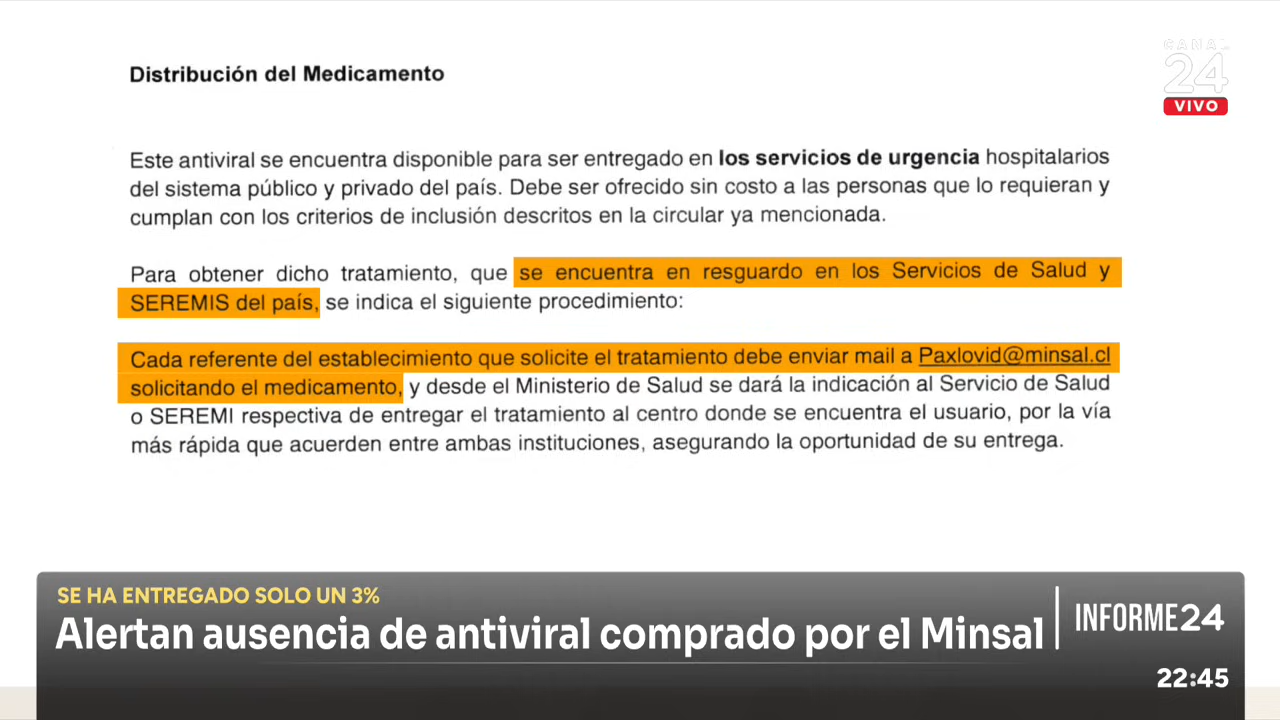 CANAL
24
VIVO
Distribución del Medicamento
Este antiviral se encuentra disponible para ser entregado en los servicios de urgencia hospitalarios
del sistema público y privado del país. Debe ser ofrecido sin costo a las personas que lo requieran y
cumplan con los criterios de inclusión descritos en la circular ya mencionada.
Para obtener dicho tratamiento, que se encuentra en resguardo en los Servicios de Salud y
SEREMIS del país, se indica el siguiente procedimiento:
Cada referente del establecimiento que solicite el tratamiento debe enviar mail a Paxlovid@minsal.cl
solicitando el medicamento, y desde el Ministerio de Salud se dará la indicación al Servicio de Salud
o SEREMI respectiva de entregar el tratamiento al centro donde se encuentra el usuario, por la vía
más rápida que acuerden entre ambas instituciones, asegurando la oportunidad de su entrega.
SE HA ENTREGADO SOLO UN 3%
Alertan ausencia de antiviral comprado por el Minsal
INFORME24
22:45